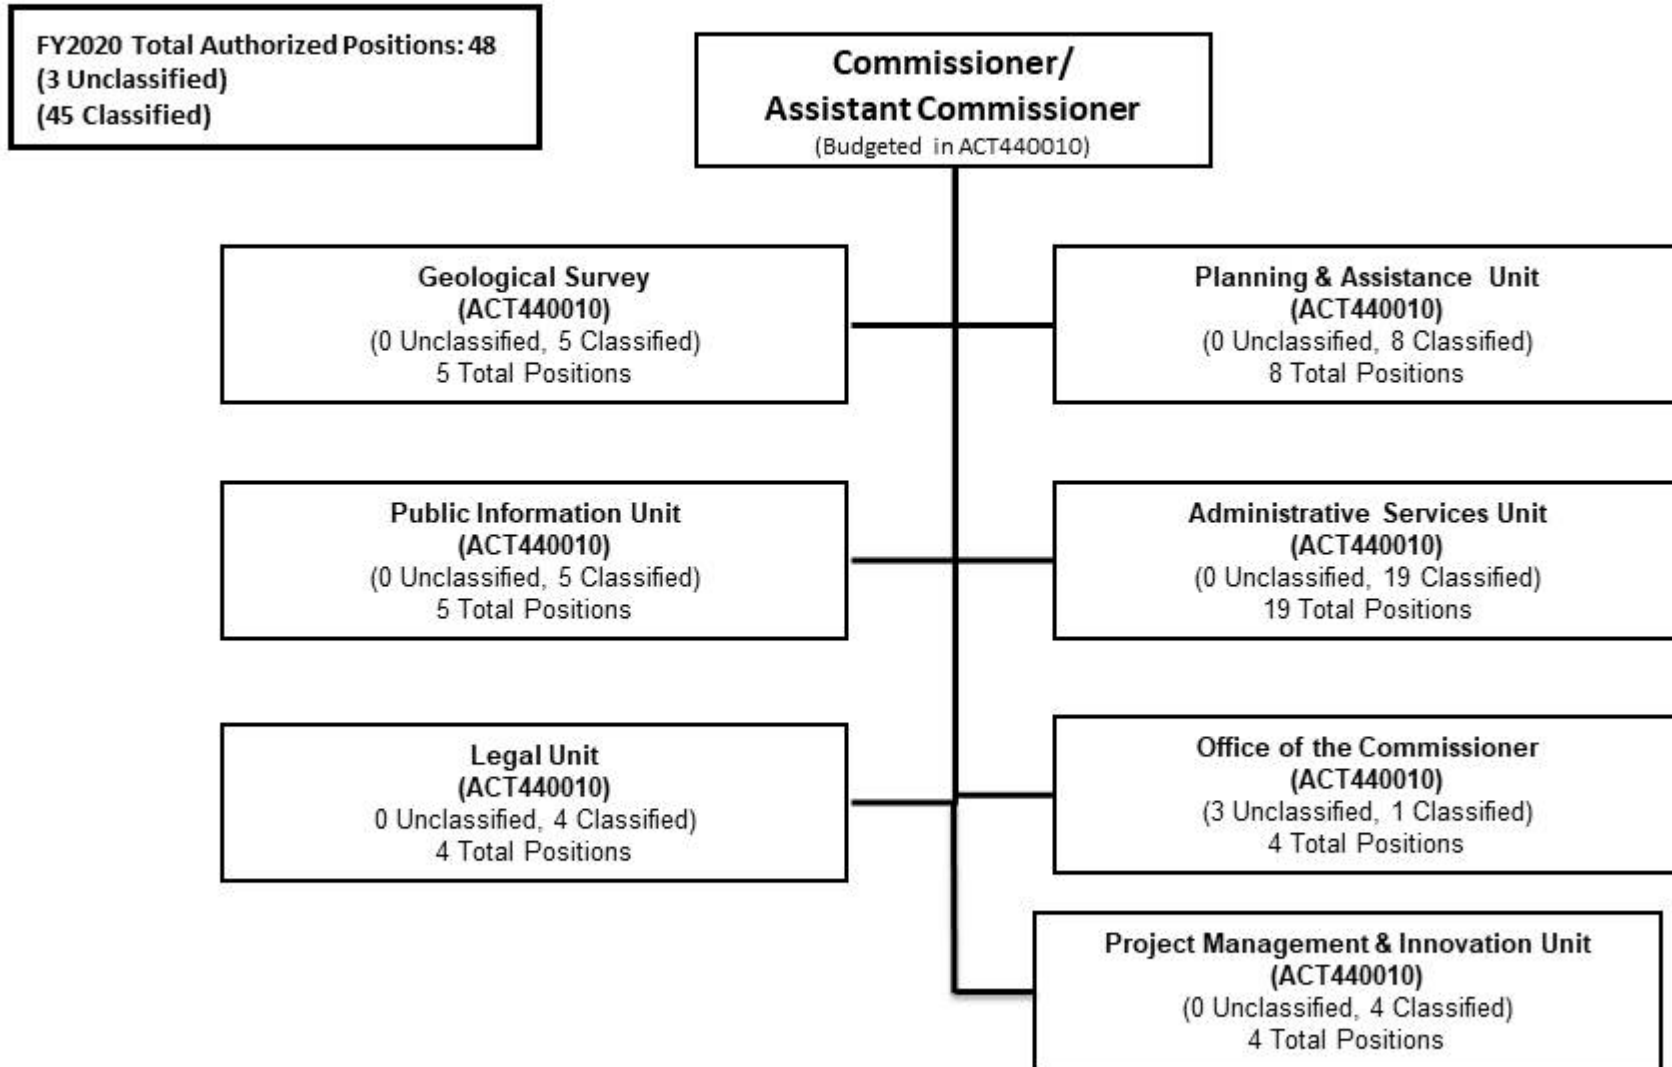 FY2020 Total Authorized Positions: 48
(3 Unclassified)
(45 Classified)
Commissioner/
Assistant Commissioner
(Budgeted in ACT440010)
Geological Survey
(ACT440010)
(0 Unclassified, 5 Classified)
5 Total Positions
Planning & Assistance Unit
(ACT440010)
(0 Unclassified, 8 Classified)
8 Total Positions
Public Information Unit
(ACT440010)
(0 Unclassified, 5 Classified)
5 Total Positions
Administrative Services Unit
(ACT440010)
(0 Unclassified, 19 Classified)
19 Total Positions
Legal Unit
(ACT440010)
0 Unclassified, 4 Classified)
4 Total Positions
Office of the Commissioner
(ACT440010)
(3 Unclassified, 1 Classified)
4 Total Positions
Project Management & Innovation Unit
(ACT440010)
(0 Unclassified, 4 Classified)
4 Total Positions